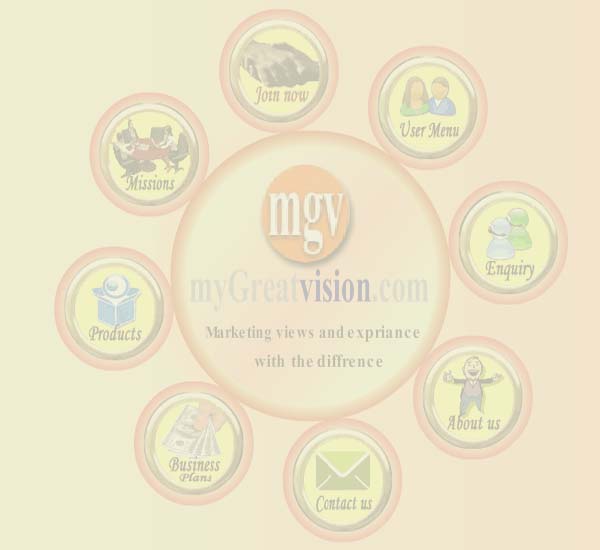 Join now
User Menu
Missions
mgv
Enquiry
myGreatvision.com
Products
Marketing views and expriance
with the diffrence
About us
Business
Plans
Contact us